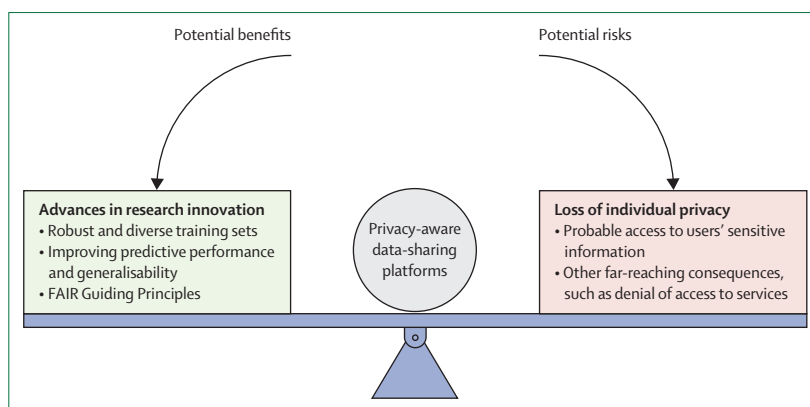 Potential benefits
Potential risks
Advances in research innovation
• Robust and diverse training sets
• Improving predictive performance
and generalisability
• FAIR Guiding Principles
Privacy-aware
data-sharing
platforms
Loss of individual privacy
• Probable access to users’ sensitive
information
• Other far-reaching consequences,
such as denial of access to services